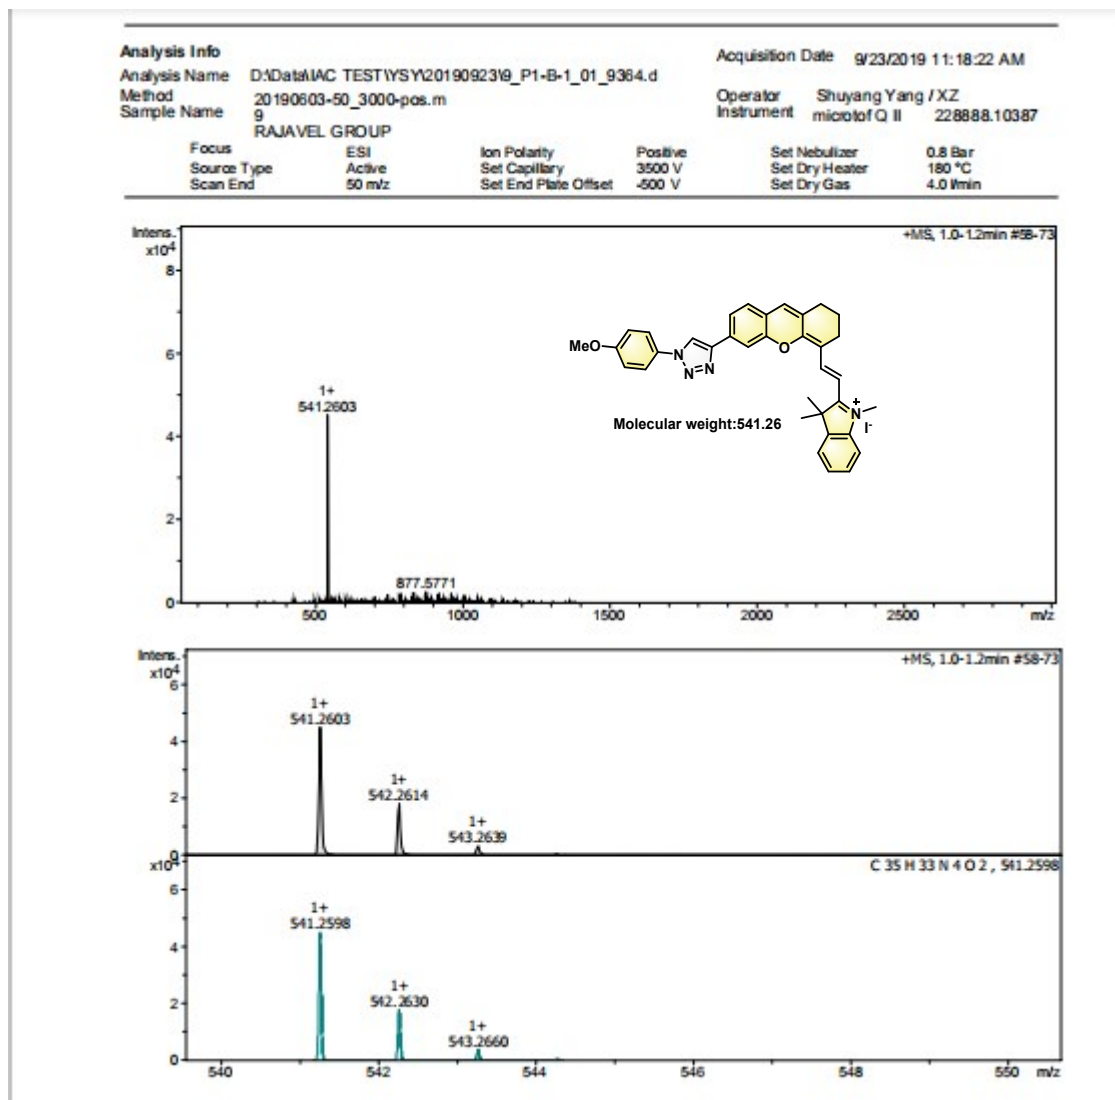 Analysis Info
Acquisition Date 9/23/2019 11:18:22 AM
Analysis Name D:\Data\IAC TEST\YSY\20190923\9_P1-B-1_01_9364.d
Method 20190603-50_3000-pos.m
Operator Shuyang Yang / XZ
Sample Name 9
Instrument microtof Q II 228888.10387
RAJAVEL GROUP
Focus ESI Ion Polarity Positive Set Nebulizer 0.8 Bar
Source Type Active Set Capillary 3500 V Set Dry Heater 180 °C
Scan End 50 m/z Set End Plate Offset -500 V Set Dry Gas 4.0 l/min
Intens.
x10^4
+MS, 1.0-1.2min #58-73
8
6
4
2
0
1+
541.2603
877.5771
MeO
N
N=N
O
N+
I-
Molecular weight:541.26
500 1000 1500 2000 2500 m/z
Intens.
x10^4
+MS, 1.0-1.2min #58-73
6
4
2
0
1+
541.2603
1+
542.2614
1+
543.2639
x10^4
C 35 H 33 N 4 O 2 , 541.2598
6
4
2
0
1+
541.2598
1+
542.2630
1+
543.2660
540 542 544 546 548 550 m/z